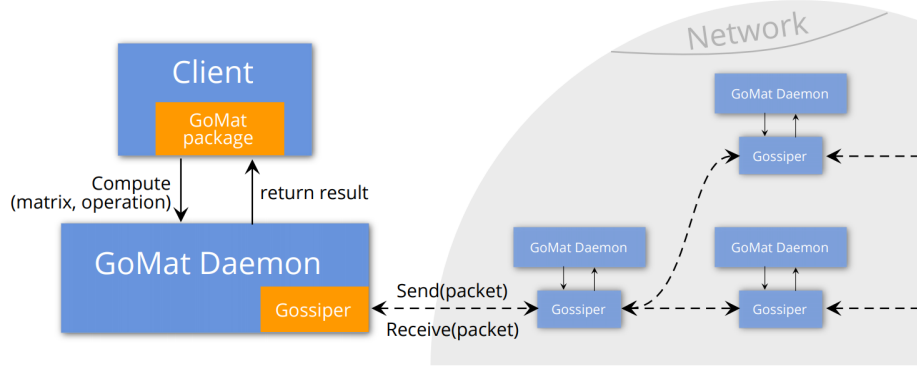 Network
Client
GoMat
package
Compute
(matrix, operation)
return result
GoMat Daemon
Gossiper
Send(packet)
Receive(packet)
GoMat Daemon
Gossiper
GoMat Daemon
Gossiper
GoMat Daemon
Gossiper